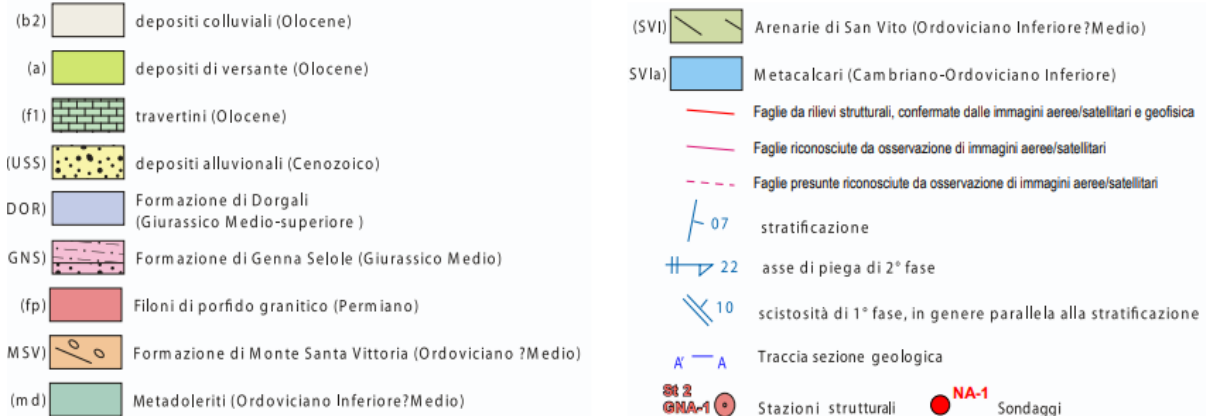 (b2) depositi colluviali (Olocene)
(a) depositi di versante (Olocene)
(f1) travertini (Olocene)
(USS) depositi alluvionali (Cenozoico)
DOR) Formazione di Dorgali
(Giurassico Medio-superiore )
GNS) Formazione di Genna Selole (Giurassico Medio)
(fp) Filoni di porfido granitico (Permiano)
MSV) Formazione di Monte Santa Vittoria (Ordoviciano ?Medio)
(md) Metadoleriti (Ordoviciano Inferiore?Medio)
(SVI) Arenarie di San Vito (Ordoviciano Inferiore?Medio)
SVIa) Metacalcari (Cambriano-Ordoviciano Inferiore)
Faglie da rilievi strutturali, confermate dalle immagini aeree/satellitari e geofisica
Faglie riconosciute da osservazione di immagini aeree/satellitari
Faglie presunte riconosciute da osservazione di immagini aeree/satellitari
07 stratificazione
22 asse di piega di 2° fase
10 scistosità di 1° fase, in genere parallela alla stratificazione
A' A Traccia sezione geologica
St 2
GNA-1 Stazioni strutturali
NA-1 Sondaggi